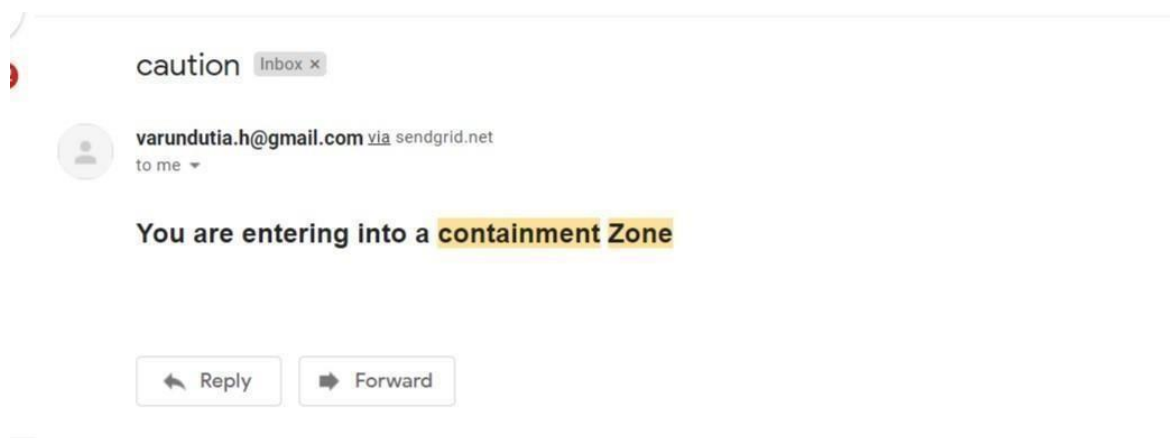 caution Inbox ×
varundutia.h@gmail.com via sendgrid.net
to me
You are entering into a containment Zone
Reply Forward